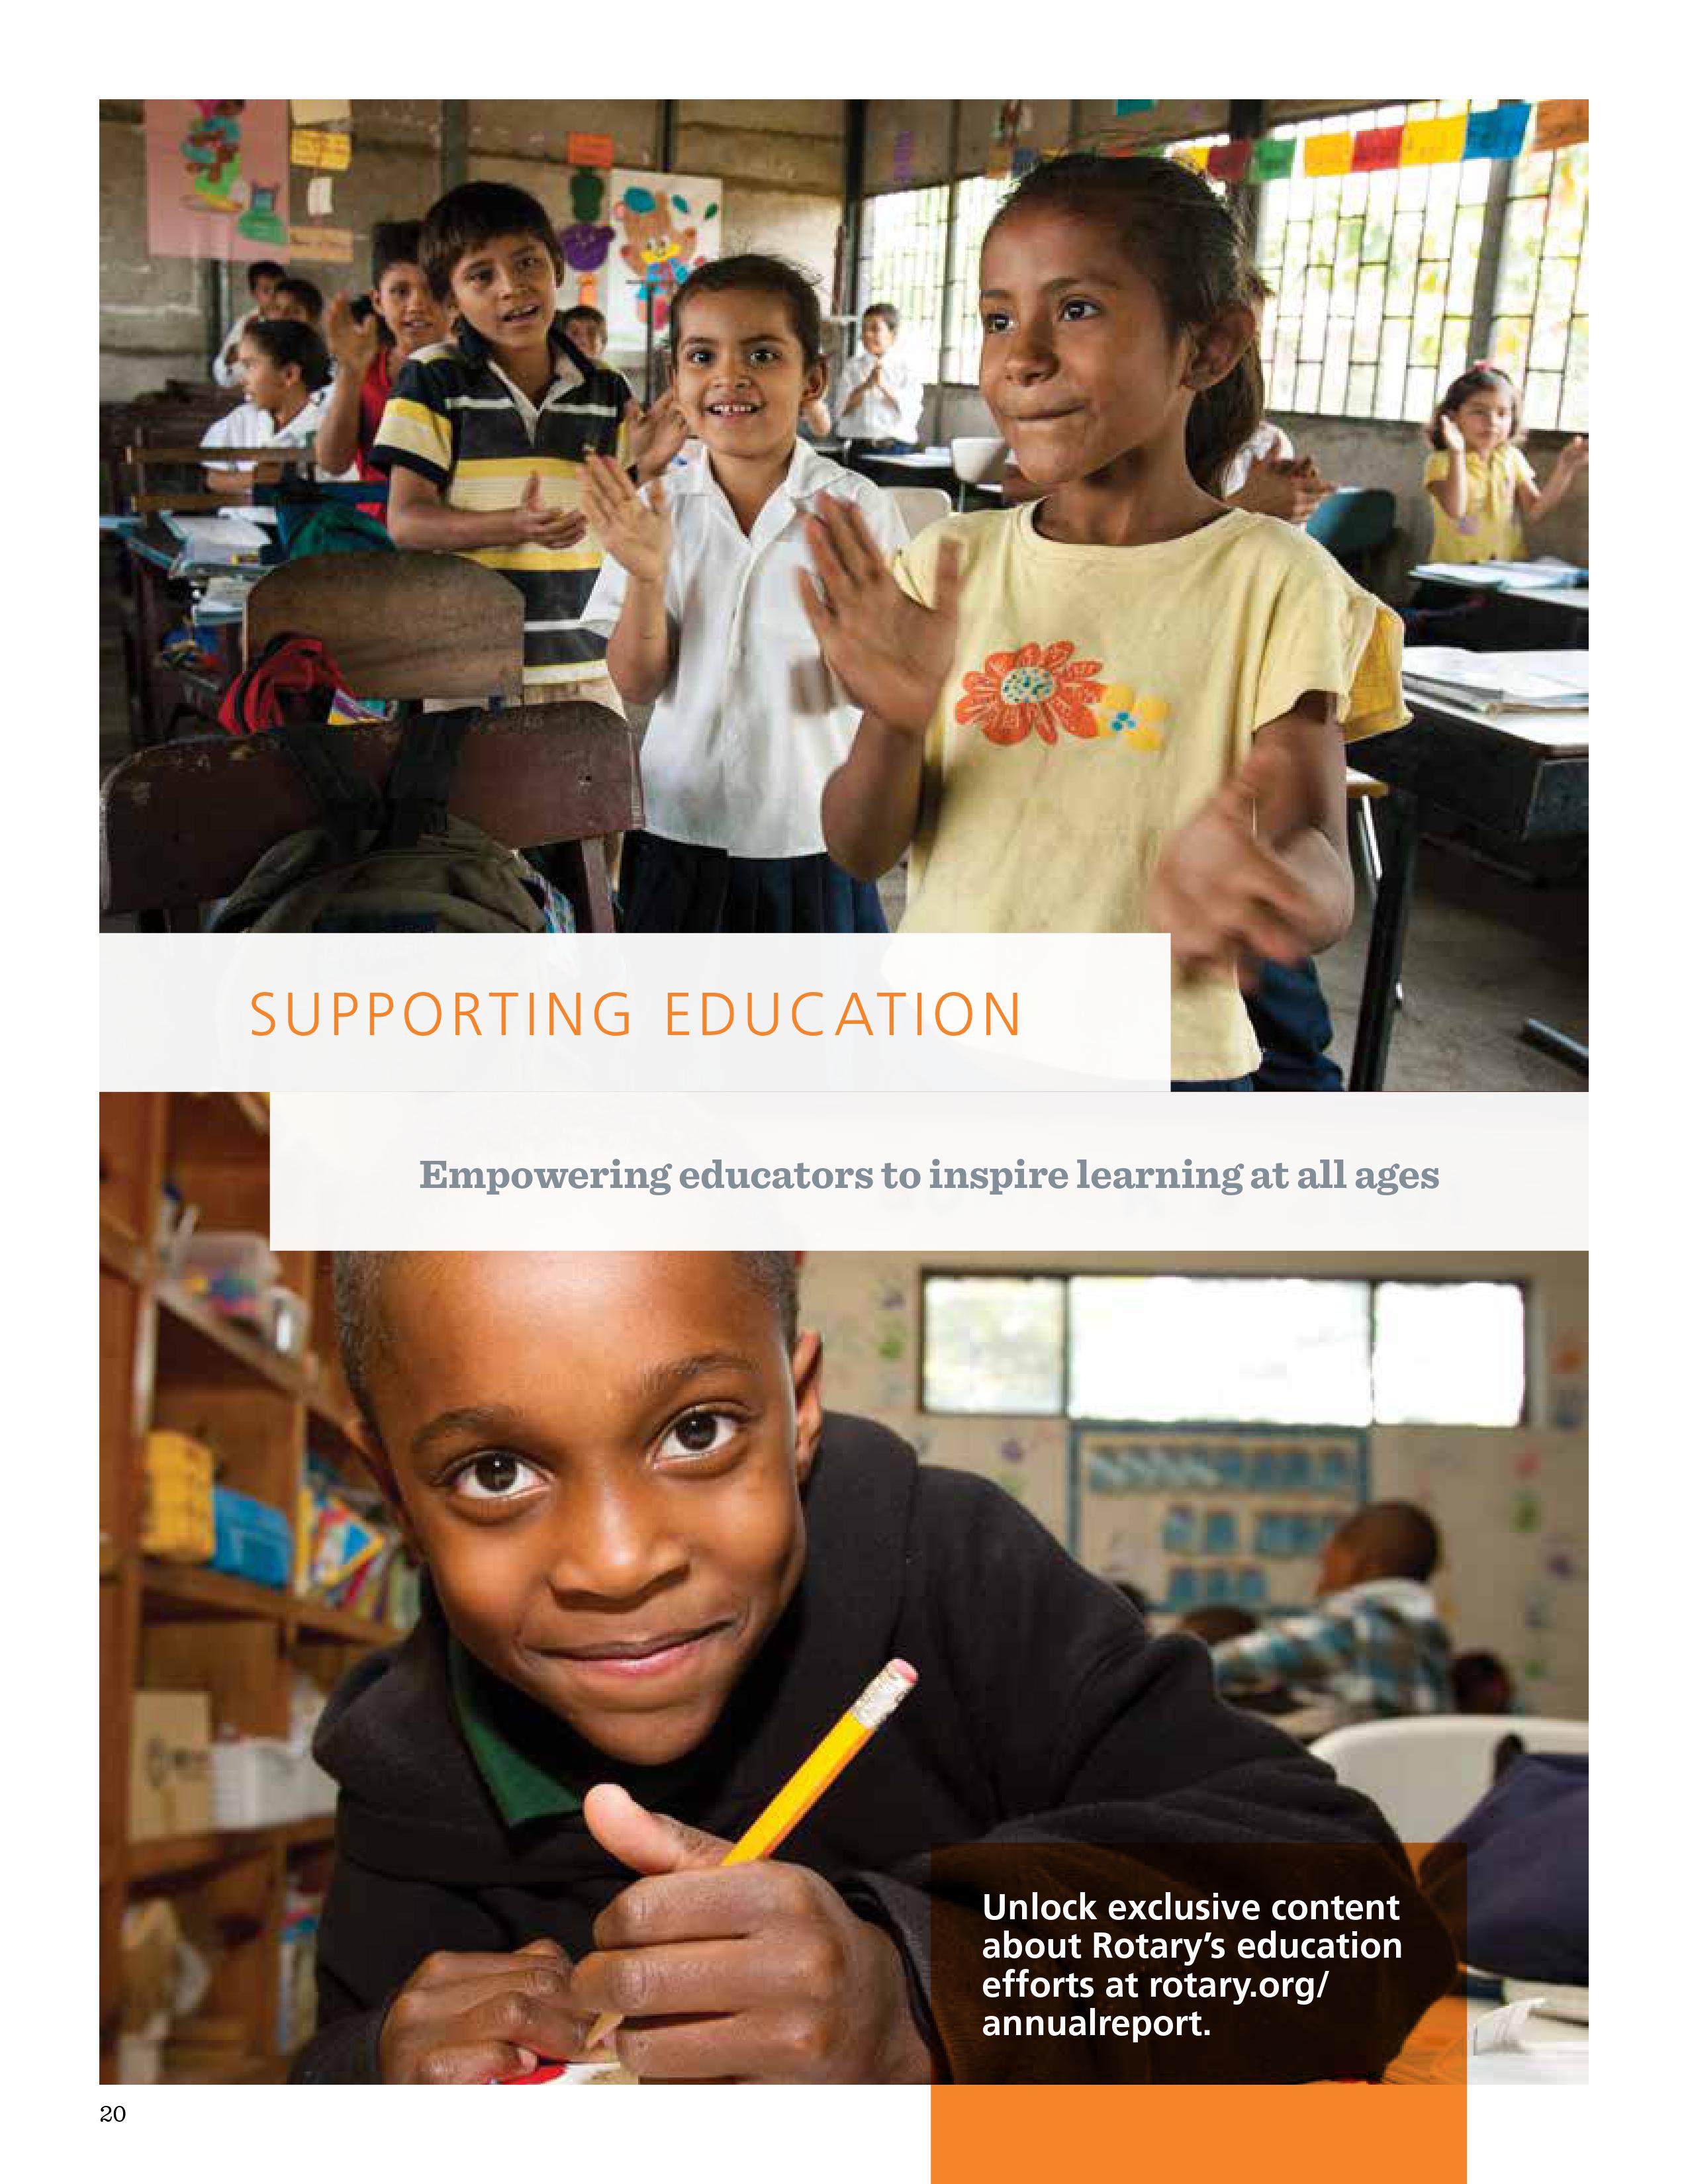 SUPPORTING EDUCATION
Empowering educators to inspire learning at all ages
Unlock exclusive content
about Rotary’s education
efforts at rotary.org/
annualreport.
20